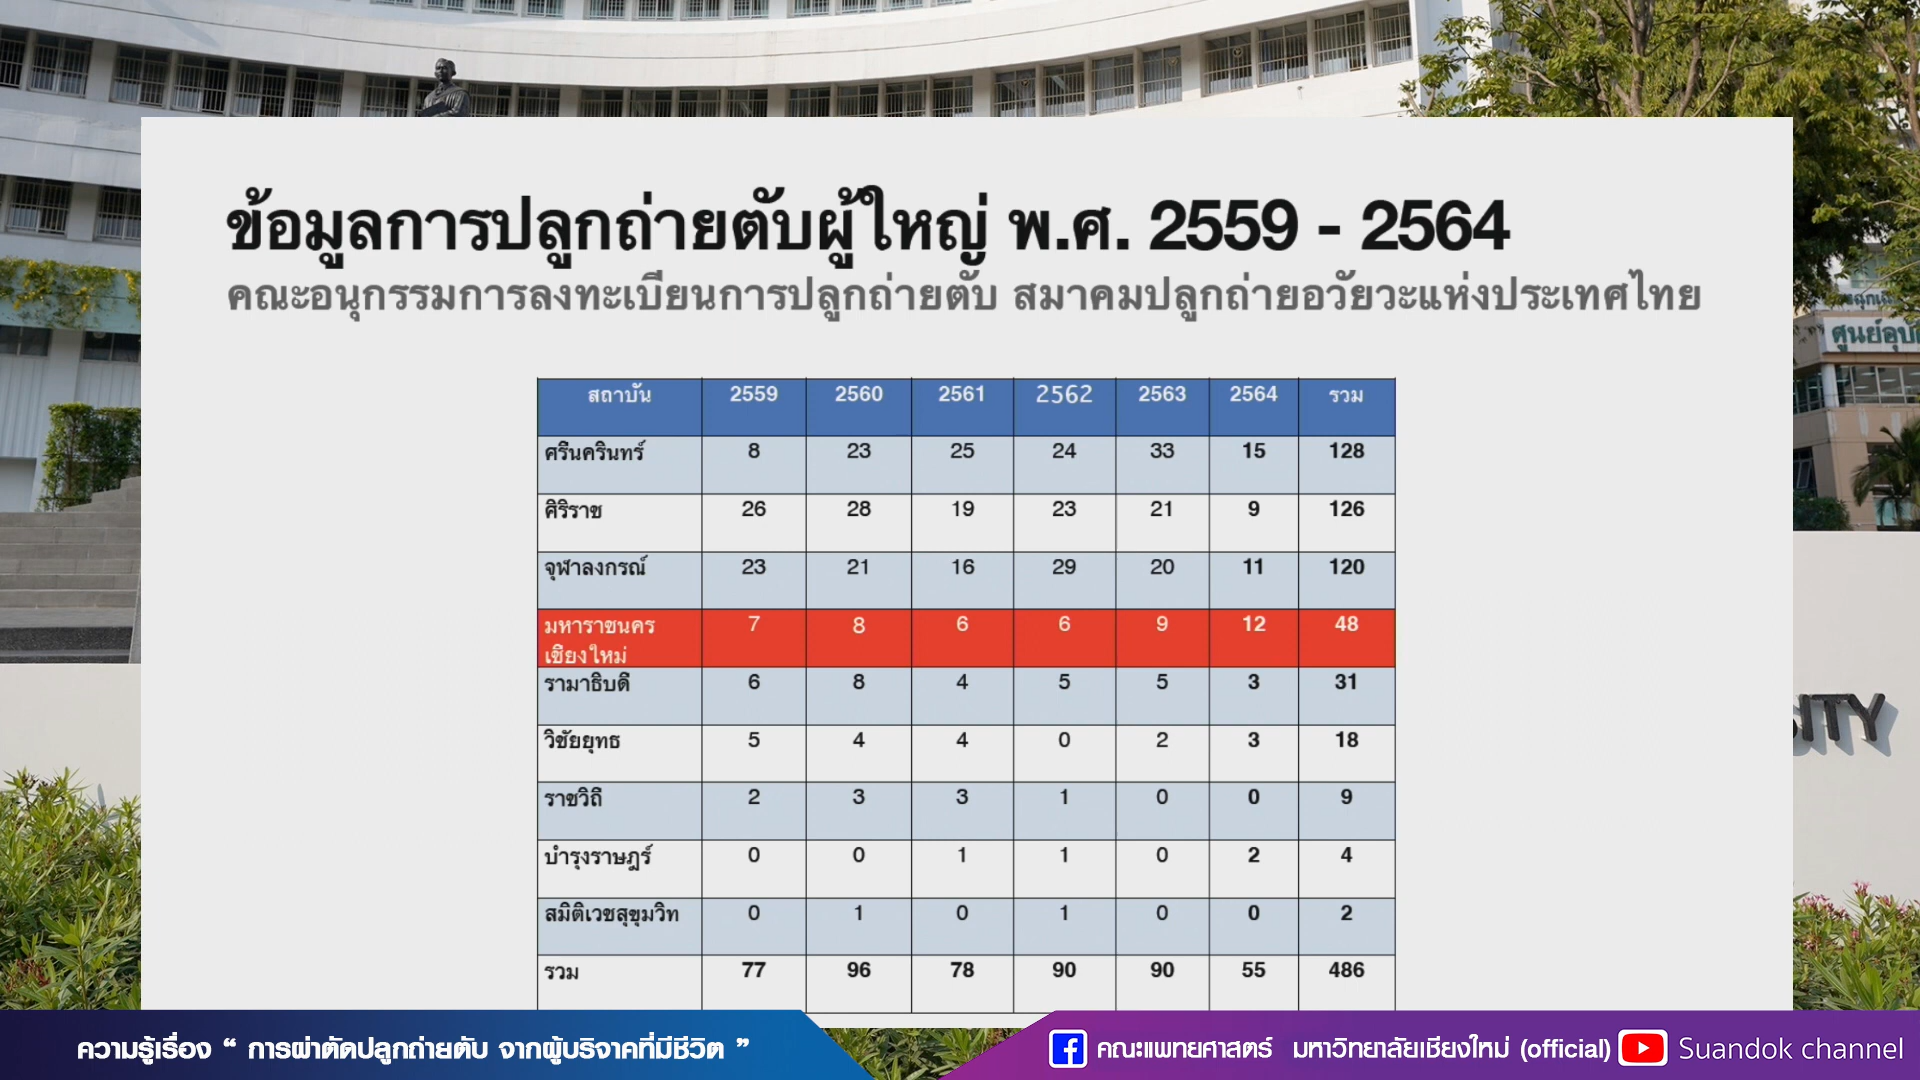 ข้อมูลการปลูกถ่ายตับผู้ใหญ่ พ.ศ. 2559 - 2564
คณะอนุกรรมการลงทะเบียนการปลูกถ่ายตับ สมาคมปลูกถ่ายอวัยวะแห่งประเทศไทย
ศูนย์อุบั
สถาบัน 2559 2560 2561 2562 2563 2564 รวม
ศรีนครินทร์ 8 23 25 24 33 15 128
ศิริราช 26 28 19 23 21 9 126
จุฬาลงกรณ์ 23 21 16 29 20 11 120
มหาราชนคร 7 8 6 6 9 12 48
เชียงใหม่
รามาธิบดี 6 8 4 5 5 3 31
SITY
วิชัยยุทธ 5 4 4 0 2 3 18
ราชวิถี 2 3 3 1 0 0 9
บำรุงราษฎร์ 0 0 1 1 0 2 4
สมิติเวชสุขุมวิท 0 1 0 1 0 0 2
รวม 77 96 78 90 90 55 486
ความรู้เรื่อง “ การผ่าตัดปลูกถ่ายตับ จากผู้บริจาคที่มีชีวิต ”
คณะแพทยศาสตร์ มหาวิทยาลัยเชียงใหม่ (official) Suandok channel